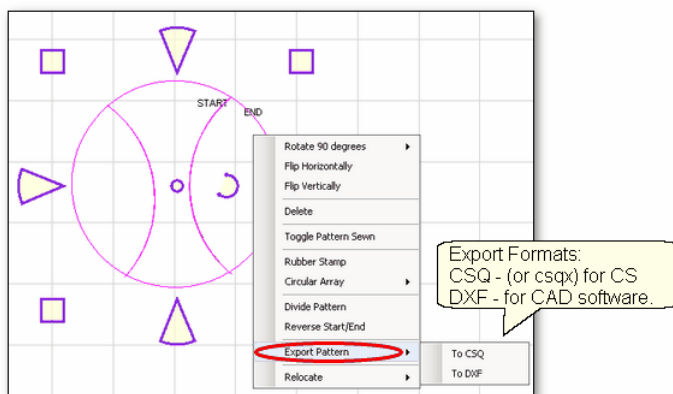 START
END
Rotate 90 degrees
Flip Horizontally
Flip Vertically
Delete
Toggle Pattern Sewn
Rubber Stamp
Circular Array
Divide Pattern
Reverse Start/End
Export Pattern
Relocate
To CSQ
To DXF
Export Formats:
CSQ - (or csqx) for CS
DXF - for CAD software.